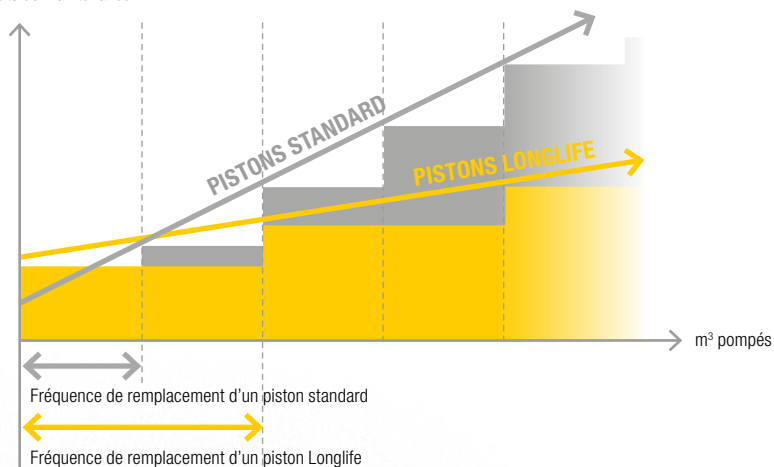 PISTONS STANDARD
PISTONS LONGLIFE
m³ pompés
Fréquence de remplacement d'un piston standard
Fréquence de remplacement d'un piston Longlife